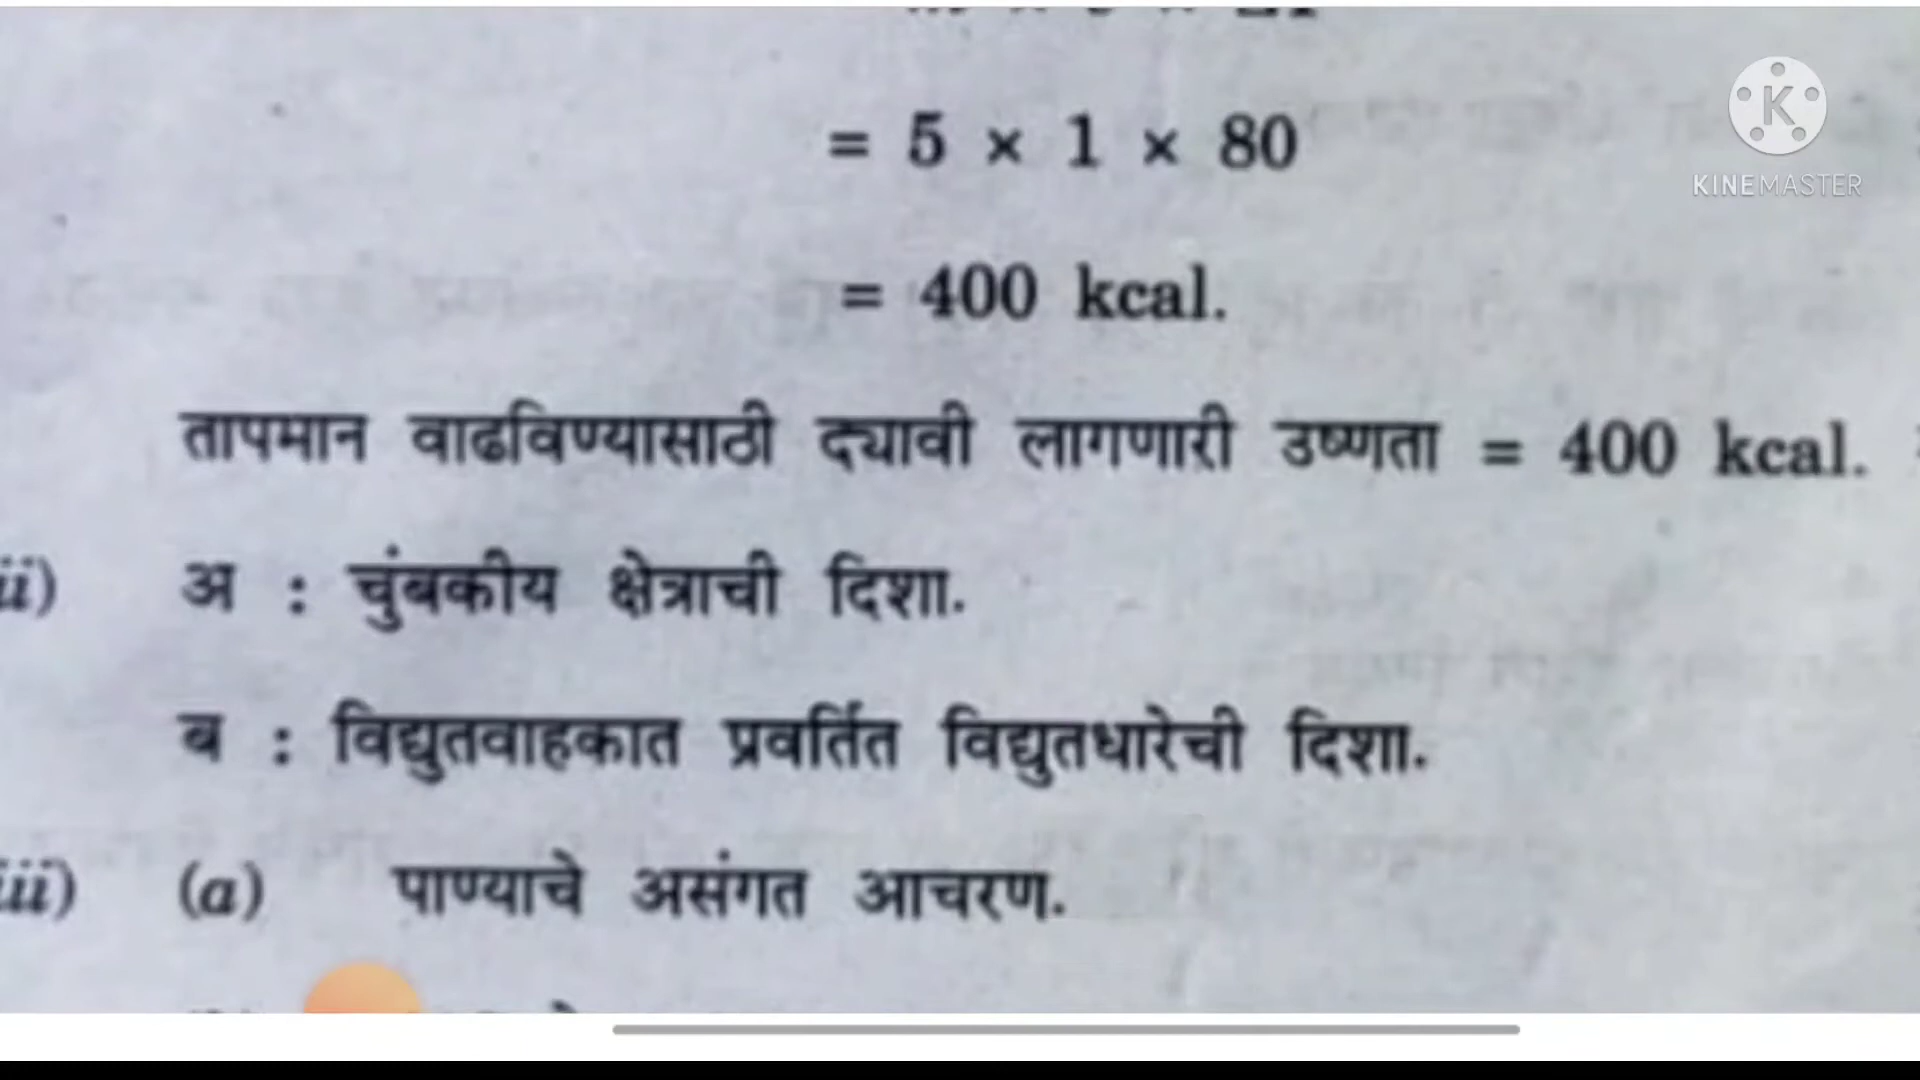 = 5 × 1 × 80
KINEMASTER
= 400 kcal.
तापमान वाढविण्यासाठी द्यावी लागणारी उष्णता = 400 kcal.
ii) अ : चुंबकीय क्षेत्राची दिशा.
ब : विद्युतवाहकात प्रवर्तित विद्युतधारेची दिशा.
iii) (a) पाण्याचे असंगत आचरण.